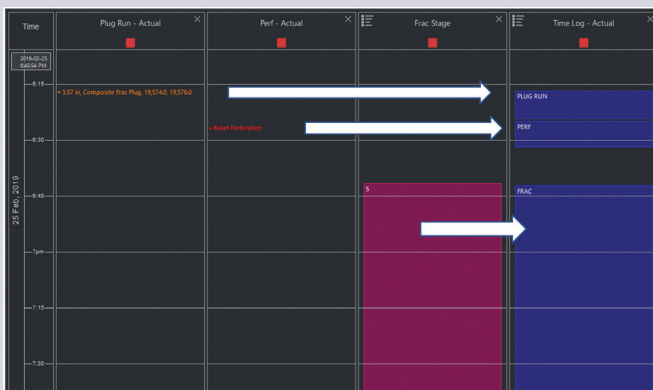 Time
Plug Run - Actual
Perf - Actual
Frac Stage
Time Log - Actual
2019-02-25
6:45:54 PM
6:15
• 3.57 in, Composite Frac Plug, 19,574.0, 19,576.0
PLUG RUN
• Bullet Perforation
PERF
6:30
25 Feb, 2019
5
FRAC
6:45
7pm
7:15
7:30